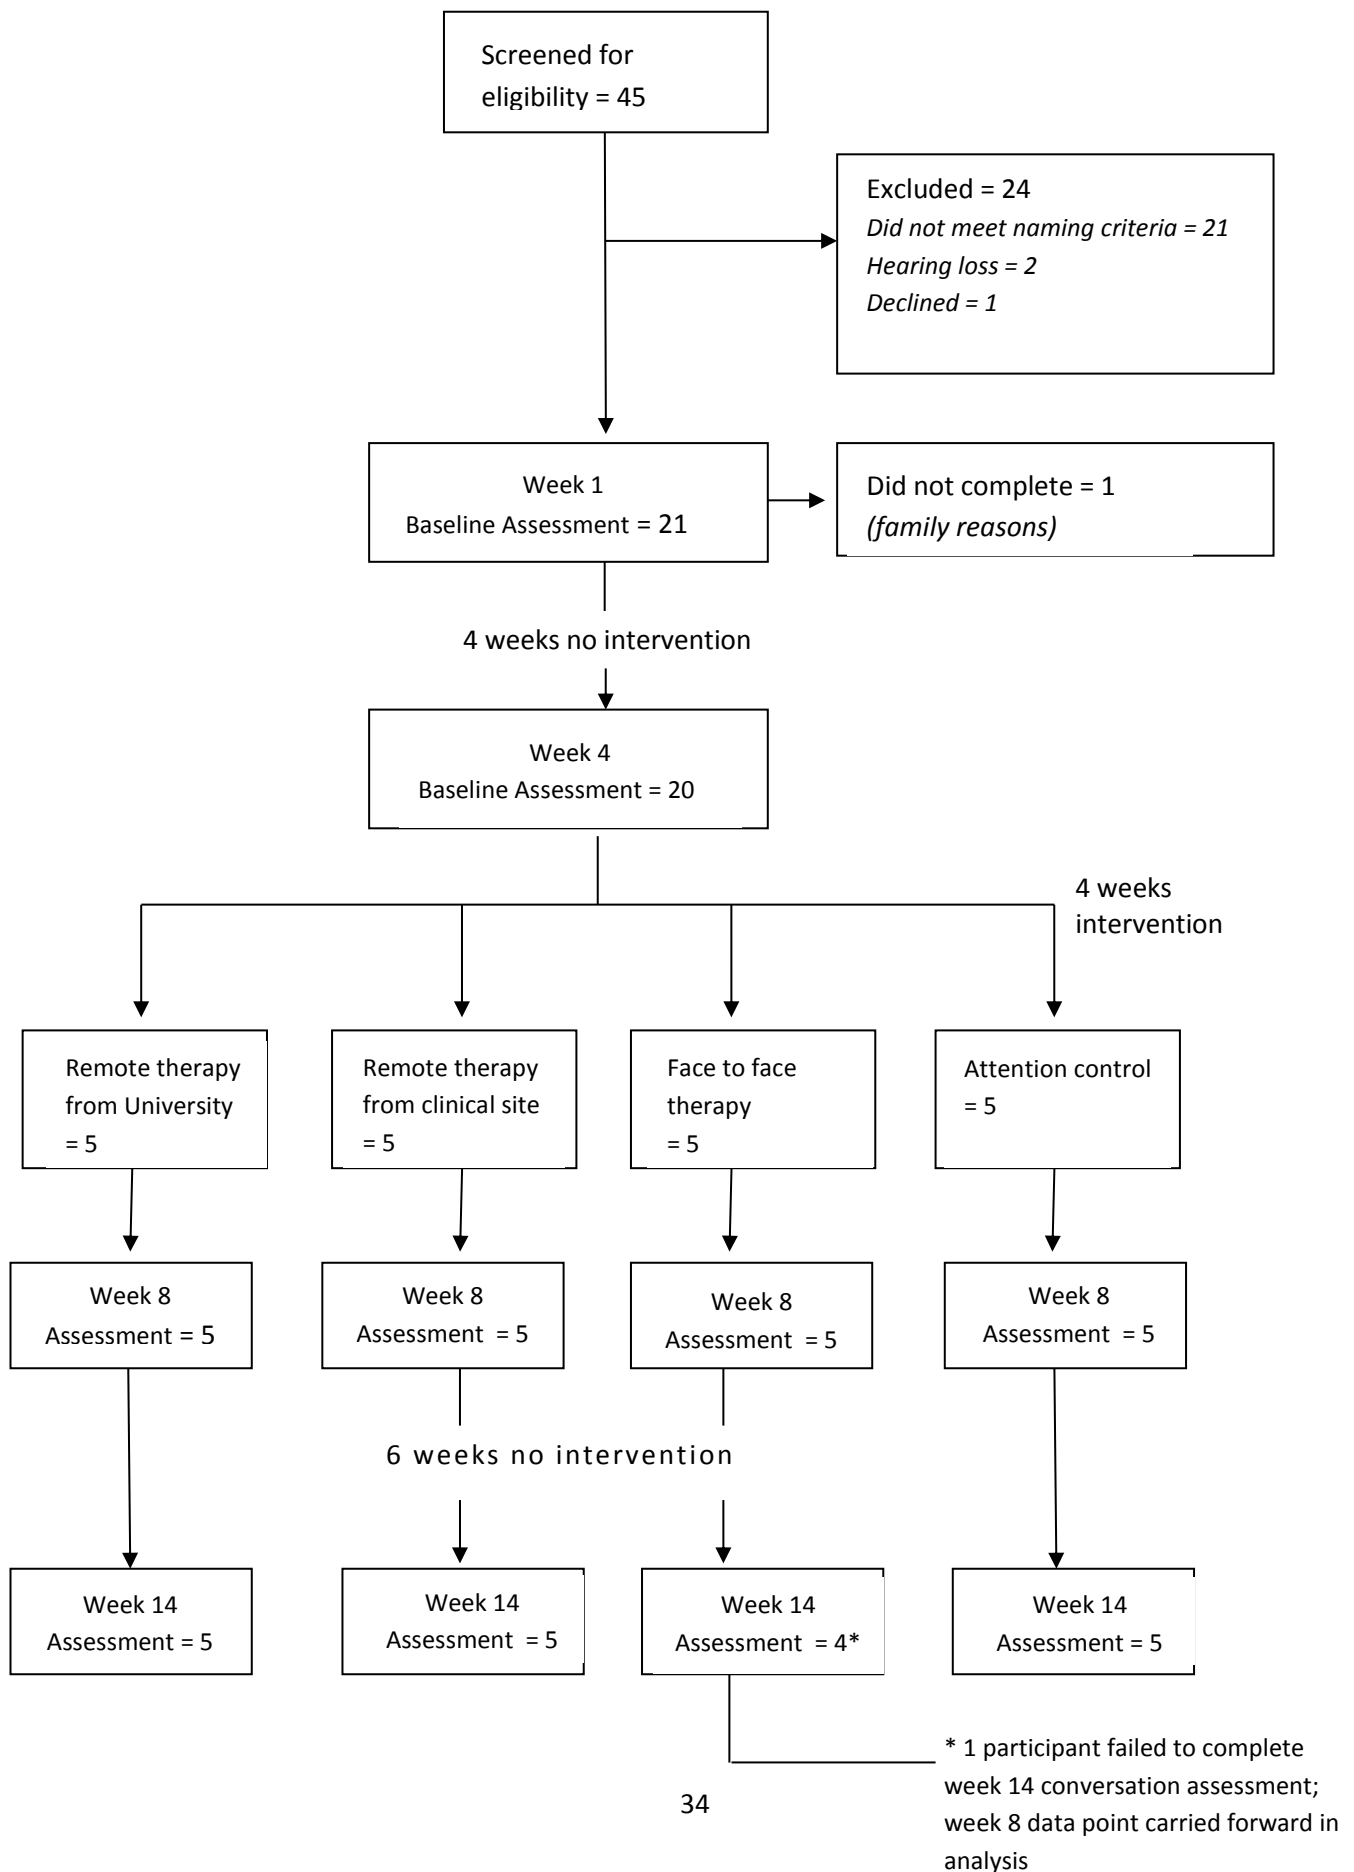 Screened for
eligibility = 45
Excluded = 24
Did not meet naming criteria = 21
Hearing loss = 2
Declined = 1
Week 1
Baseline Assessment = 21
Did not complete = 1
(family reasons)
4 weeks no intervention
Week 4
Baseline Assessment = 20
4 weeks
intervention
Remote therapy
from University
= 5
Remote therapy
from clinical site
= 5
Face to face
therapy
= 5
Attention control
= 5
Week 8
Assessment = 5
Week 8
Assessment = 5
Week 8
Assessment = 5
Week 8
Assessment = 5
6 weeks no intervention
Week 14
Assessment = 5
Week 14
Assessment = 5
Week 14
Assessment = 4*
Week 14
Assessment = 5
* 1 participant failed to complete
week 14 conversation assessment;
week 8 data point carried forward in
analysis
34